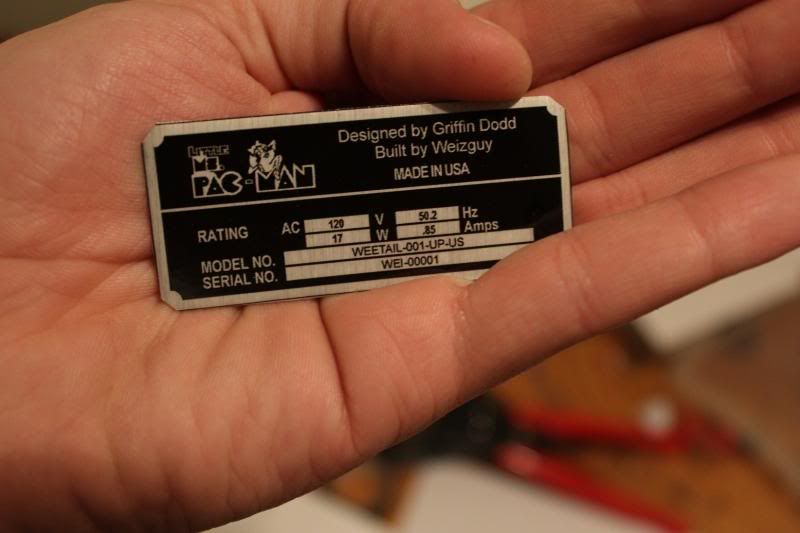 LITTLE
MS.
PAC-MAN
Designed by Griffin Dodd
Built by Weizguy
MADE IN USA
RATING AC 120 V 50.2 Hz
17 W .85 Amps
MODEL NO. WEETAIL-001-UP-US
SERIAL NO. WEI-00001